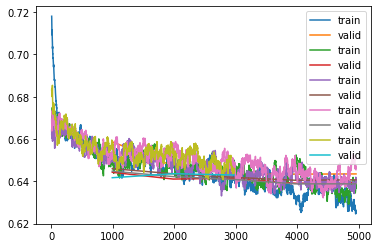 0.72
0.70
0.68
0.66
0.64
0.62
0
1000
2000
3000
4000
5000
train
valid
train
valid
train
valid
train
valid
train
valid